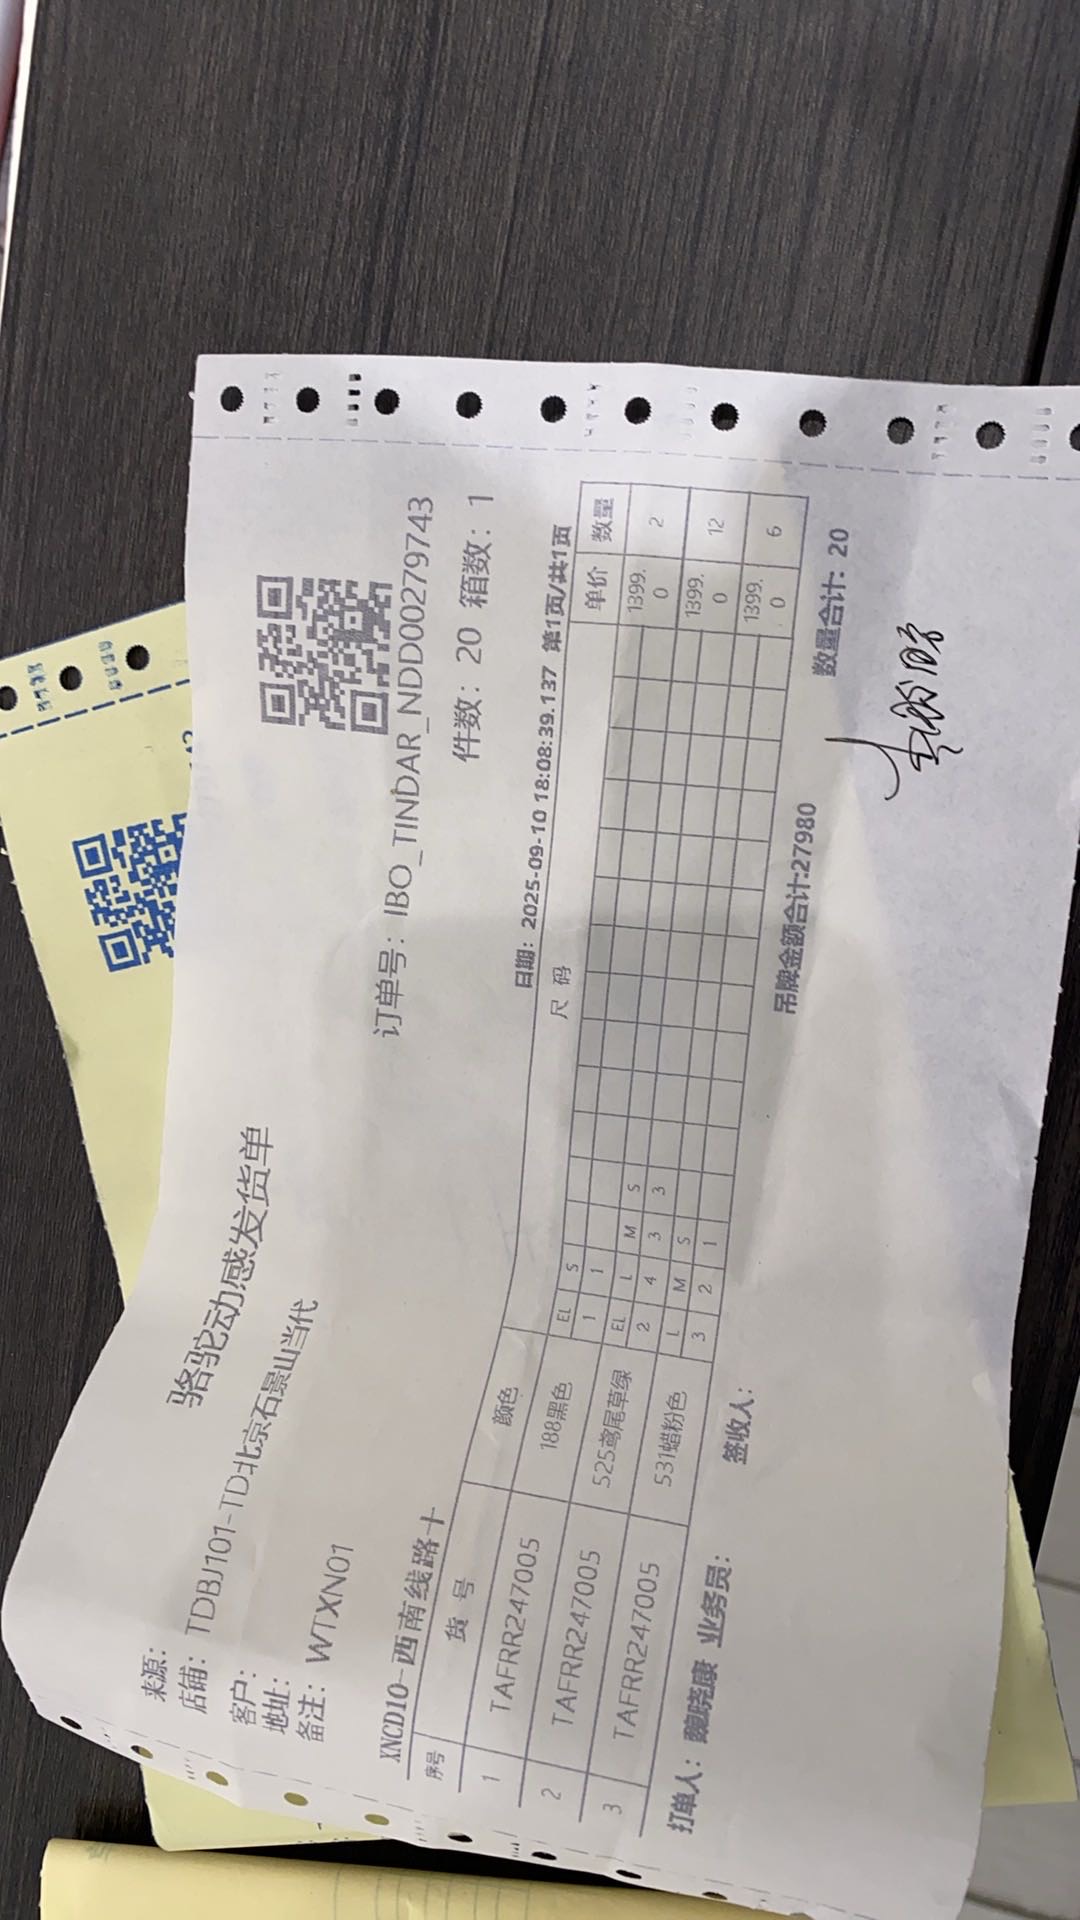 骆驼动感发货单
来源：
店铺：TDBJ101-TD北京石景山当代
客户：
地址：
备注：WTXN01
订单号：IBO_TINDAR_NDD00279743
件数：20 箱数：1
XNCD10-西南线路十
日期：2025-09-10 18:08:39.137 第1页/共1页
序号 货 号 颜色 尺 码 单价 数量
EL S
1 TAFRR247005 188黑色 1 1 1399.0 2
EL L M S
2 TAFRR247005 525鸢尾草绿 2 4 3 3 1399.0 12
L M S
3 TAFRR247005 531蜡粉色 3 2 1 1399.0 6
打单人：魏晓康 业务员： 签收人： 吊牌金额合计:27980 数量合计：20